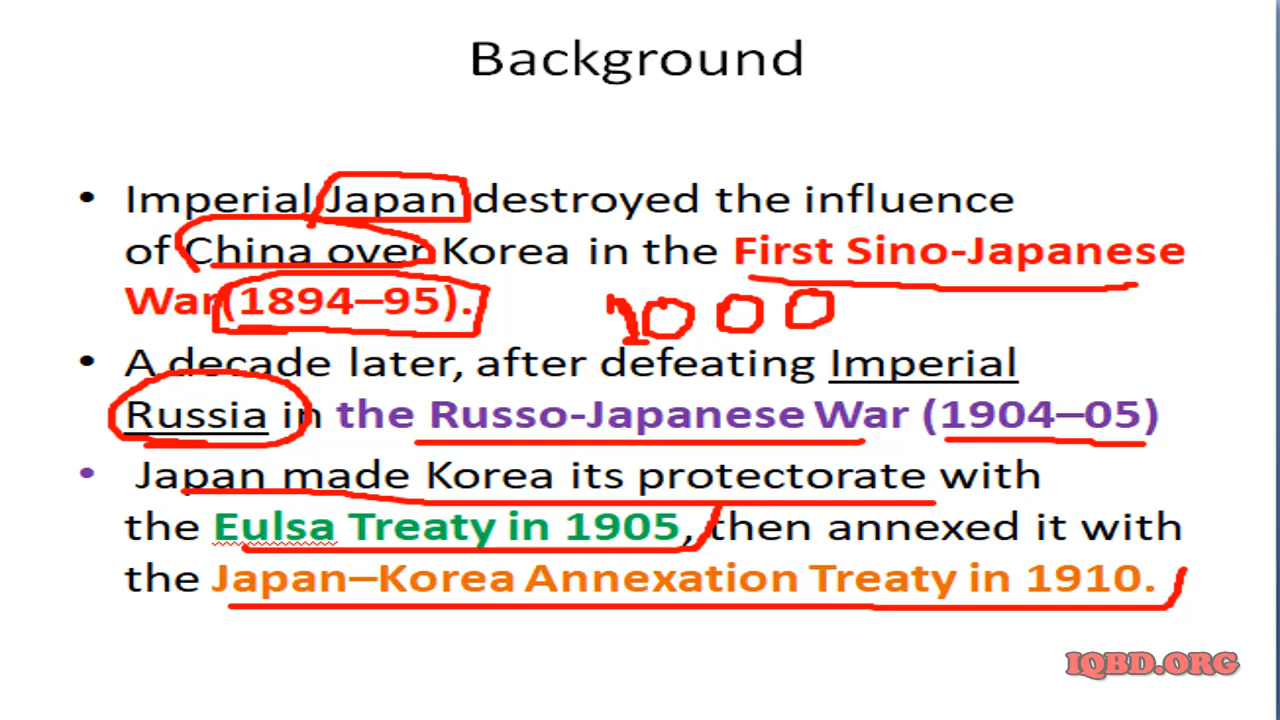 Background
• Imperial Japan destroyed the influence
of China over Korea in the First Sino-Japanese
War(1894–95).
1000
• A decade later, after defeating Imperial
Russia in the Russo-Japanese War (1904–05)
• Japan made Korea its protectorate with
the Eulsa Treaty in 1905, then annexed it with
the Japan–Korea Annexation Treaty in 1910.
IQBD.ORG